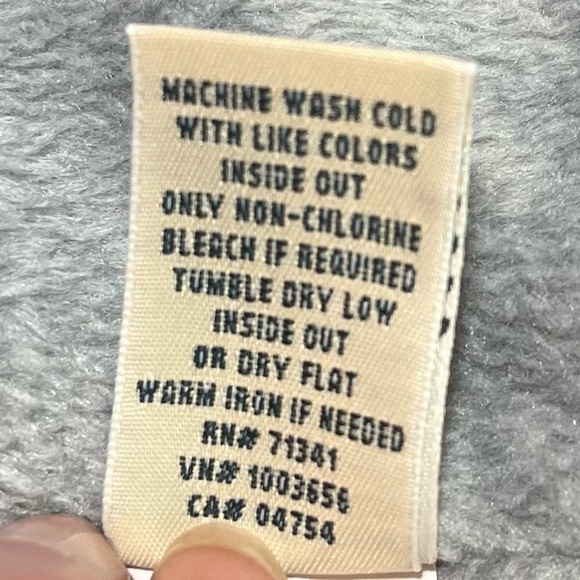 MACHINE WASH COLD
WITH LIKE COLORS
INSIDE OUT
ONLY NON-CHLORINE
BLEACH IF REQUIRED
TUMBLE DRY LOW
INSIDE OUT
OR DRY FLAT
WARM IRON IF NEEDED
RN# 71341
VN# 1003656
CA# 04754